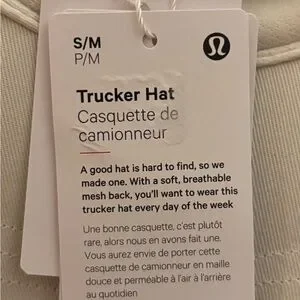 S/M
P/M
Trucker Hat
Casquette de
camionneur
A good hat is hard to find, so we
made one. With a soft, breathable
mesh back, you'll want to wear this
trucker hat every day of the week
Une bonne casquette, c'est plutôt
rare, alors nous en avons fait une.
Vous aurez envie de porter cette
casquette de camionneur en maille
douce et perméable à l'air à l'arrière
au quotidien